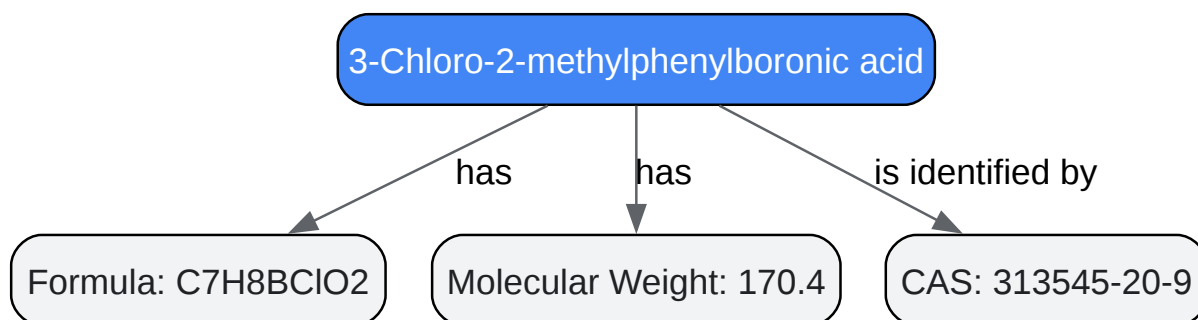 3-Chloro-2-methylphenylboronic acid
has
has
is identified by
Formula: C7H8BClO2
Molecular Weight: 170.4
CAS: 313545-20-9